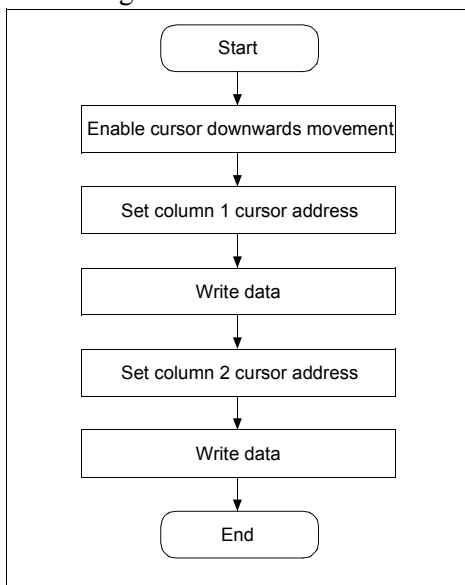 Start
Enable cursor downwards movement
Set column 1 cursor address
Write data
Set column 2 cursor address
Write data
End